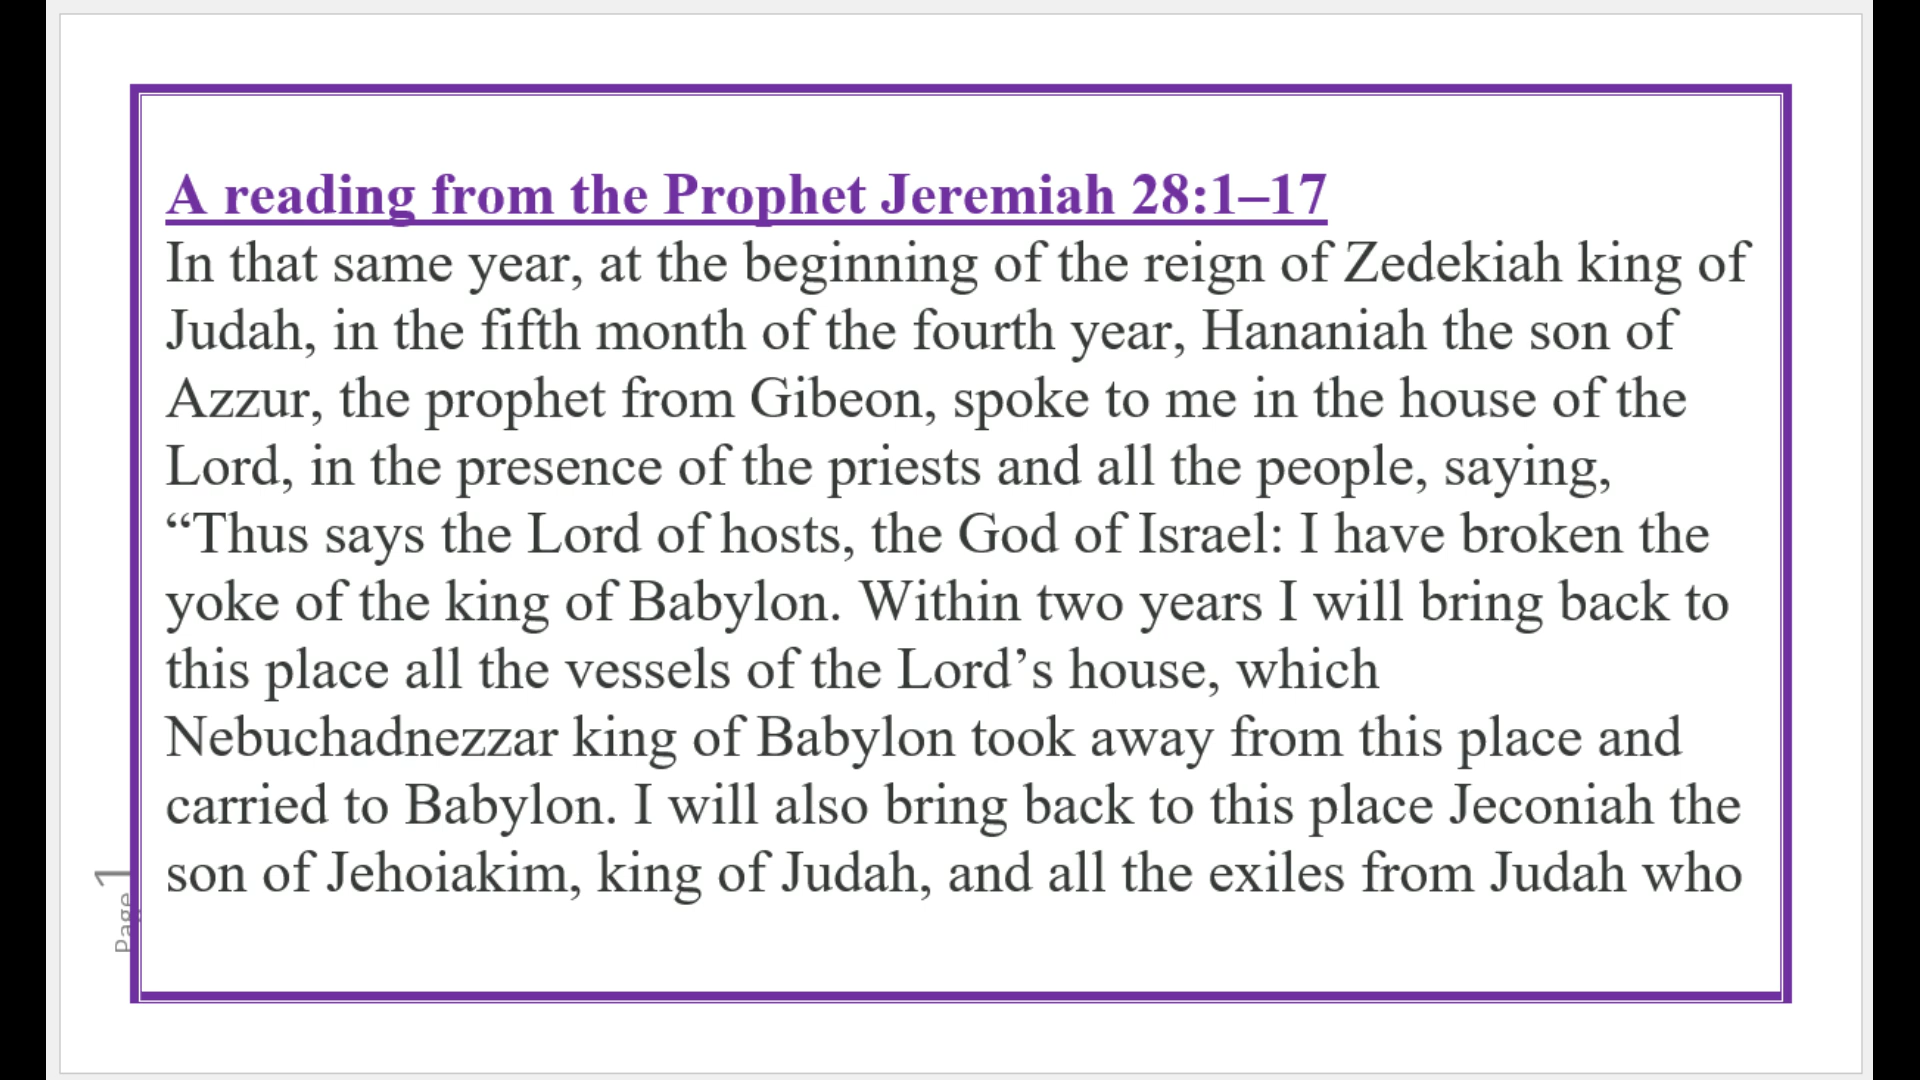 A reading from the Prophet Jeremiah 28:1–17
In that same year, at the beginning of the reign of Zedekiah king of
Judah, in the fifth month of the fourth year, Hananiah the son of
Azzur, the prophet from Gibeon, spoke to me in the house of the
Lord, in the presence of the priests and all the people, saying,
“Thus says the Lord of hosts, the God of Israel: I have broken the
yoke of the king of Babylon. Within two years I will bring back to
this place all the vessels of the Lord’s house, which
Nebuchadnezzar king of Babylon took away from this place and
carried to Babylon. I will also bring back to this place Jeconiah the
son of Jehoiakim, king of Judah, and all the exiles from Judah who
Page 1